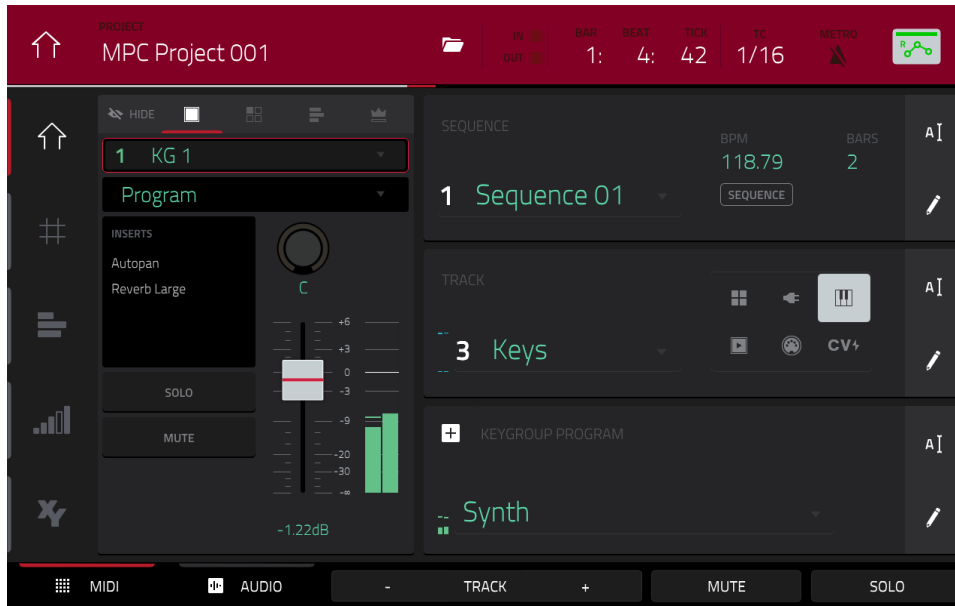 PROJECT
MPC Project 001
IN
OUT
BAR BEAT TICK TC METRO
1: 4: 42 1/16
R
HIDE
1 KG 1
Program
INSERTS
Autopan
Reverb Large
C
+6
+3
0
-3
-9
-20
-30
-∞
SOLO
MUTE
-1.22dB
XY
SEQUENCE
BPM BARS
118.79 2
1 Sequence 01
SEQUENCE
A
TRACK
A
CV
3 Keys
KEYGROUP PROGRAM
A
Synth
MIDI AUDIO - TRACK + MUTE SOLO